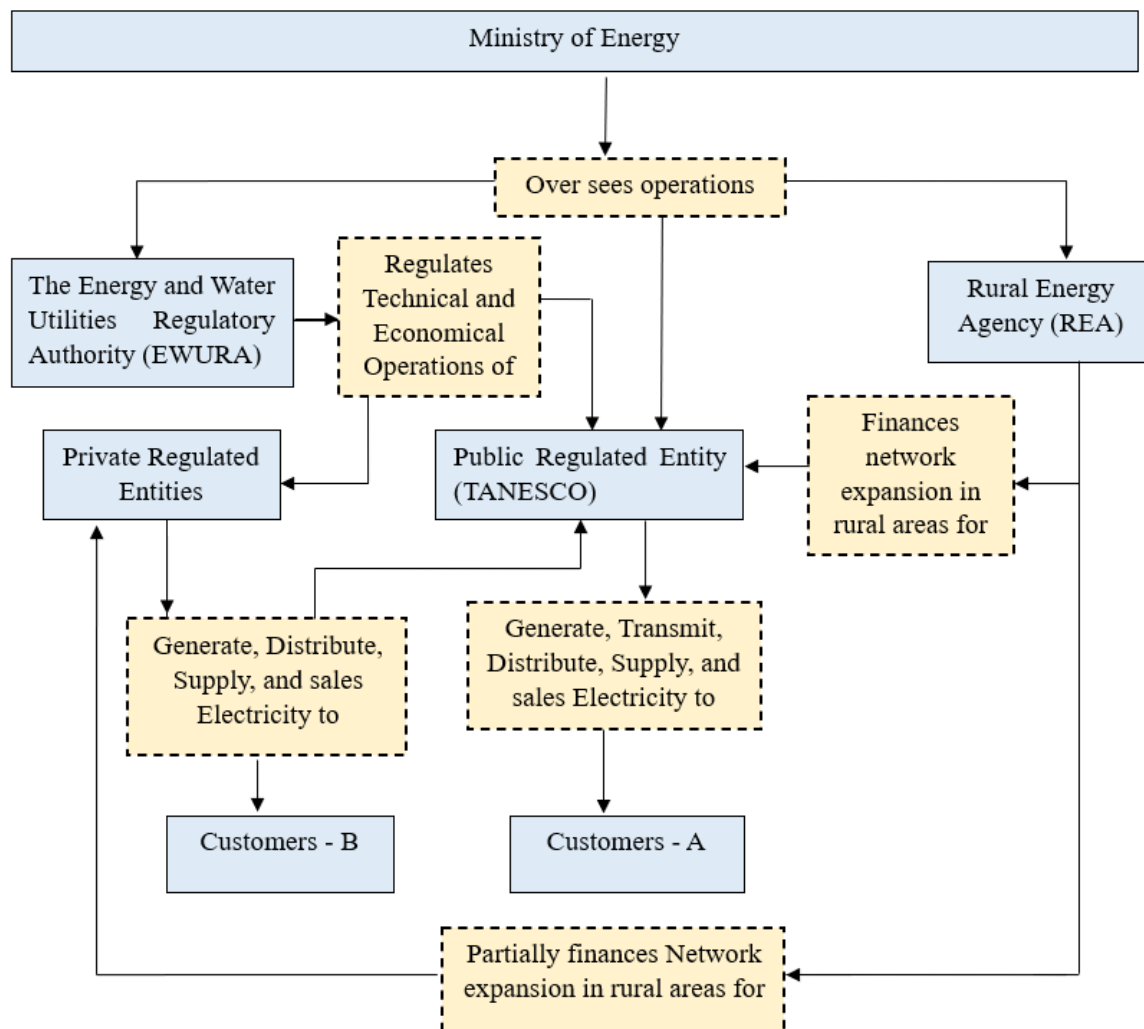 Ministry of Energy
Over sees operations
The Energy and Water
Utilities Regulatory
Authority (EWURA)
Regulates
Technical and
Economical
Operations of
Rural Energy
Agency (REA)
Private Regulated
Entities
Public Regulated Entity
(TANESCO)
Finances
network
expansion in
rural areas for
Generate, Distribute,
Supply, and sales
Electricity to
Generate, Transmit,
Distribute, Supply, and
sales Electricity to
Customers - B
Customers - A
Partially finances Network
expansion in rural areas for